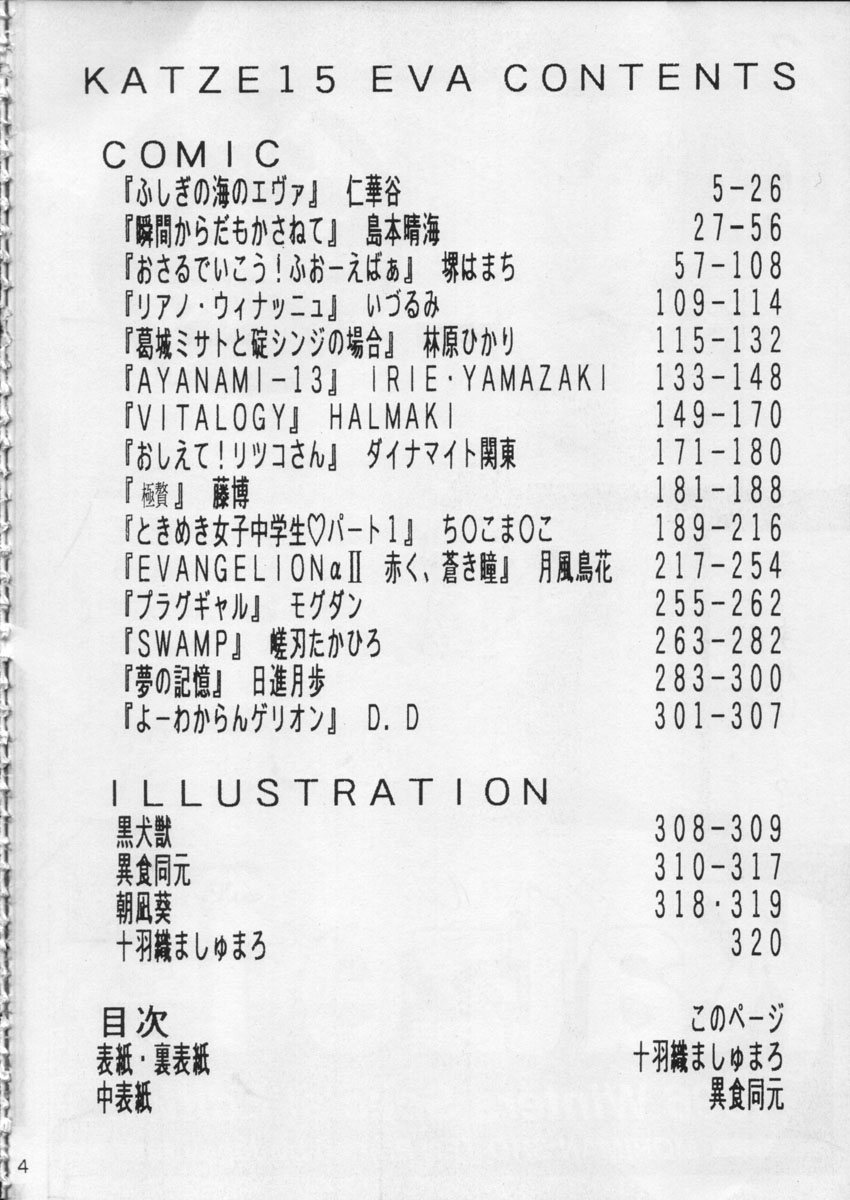 KATZE15 EVA CONTENTS
COMIC
『ふしぎの海のエヴァ』 仁華谷 5-26
『瞬間からだもかさねて』 島本晴海 27-56
『おさるでいこう！ふおーえばぁ』 堺はまち 57-108
『リアノ・ウィナッニュ』 いづるみ 109-114
『葛城ミサトと碇シンジの場合』 林原ひかり 115-132
『AYANAMI-13』 IRIE・YAMAZAKI 133-148
『VITALOGY』 HALMAKI 149-170
『おしえて！リツコさん』 ダイナマイト関東 171-180
『極贅』 藤博 181-188
『ときめき女子中学生♡パート1』 ち○こま○こ 189-216
『EVANGELIONαⅡ 赤く、蒼き瞳』 月風鳥花 217-254
『プラグギャル』 モグダン 255-262
『SWAMP』 嵯刃たかひろ 263-282
『夢の記憶』 日進月歩 283-300
『よーわからんゲリオン』 D.D 301-307
ILLUSTRATION
黒犬獣 308-309
異食同元 310-317
朝凪葵 318・319
十羽織ましゅまろ 320
目次 このページ
表紙・裏表紙 十羽織ましゅまろ
中表紙 異食同元
4